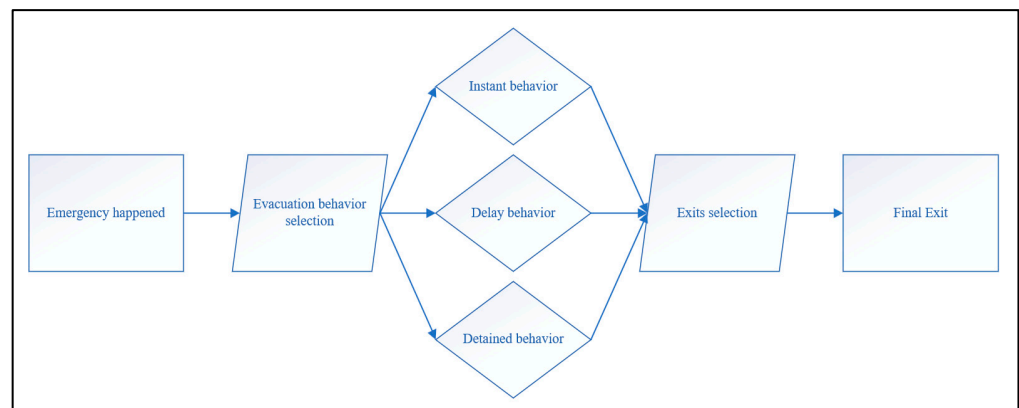 Emergency happened
Evacuation behavior
selection
Instant behavior
Delay behavior
Detained behavior
Exits selection
Final Exit